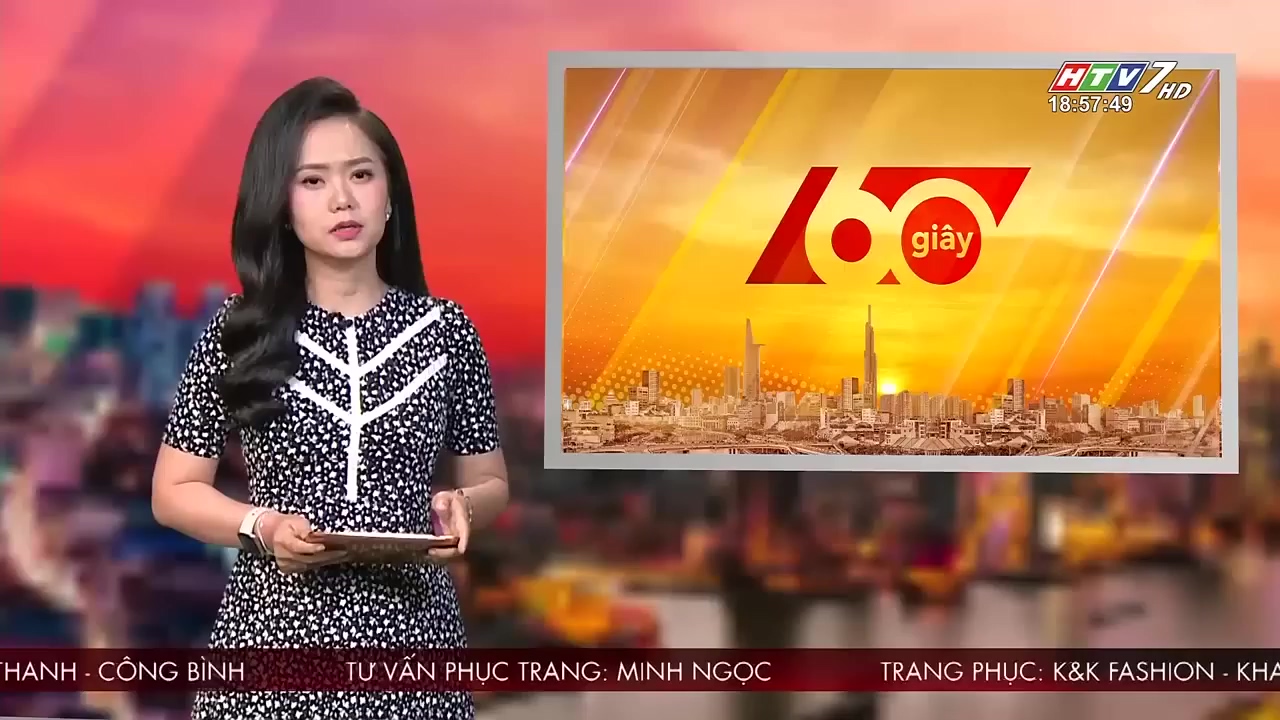 HTV7 HD
18:57:49
60 giây
THANH - CÔNG BÌNH TƯ VẤN PHỤC TRANG: MINH NGỌC TRANG PHỤC: K&K FASHION - KHA